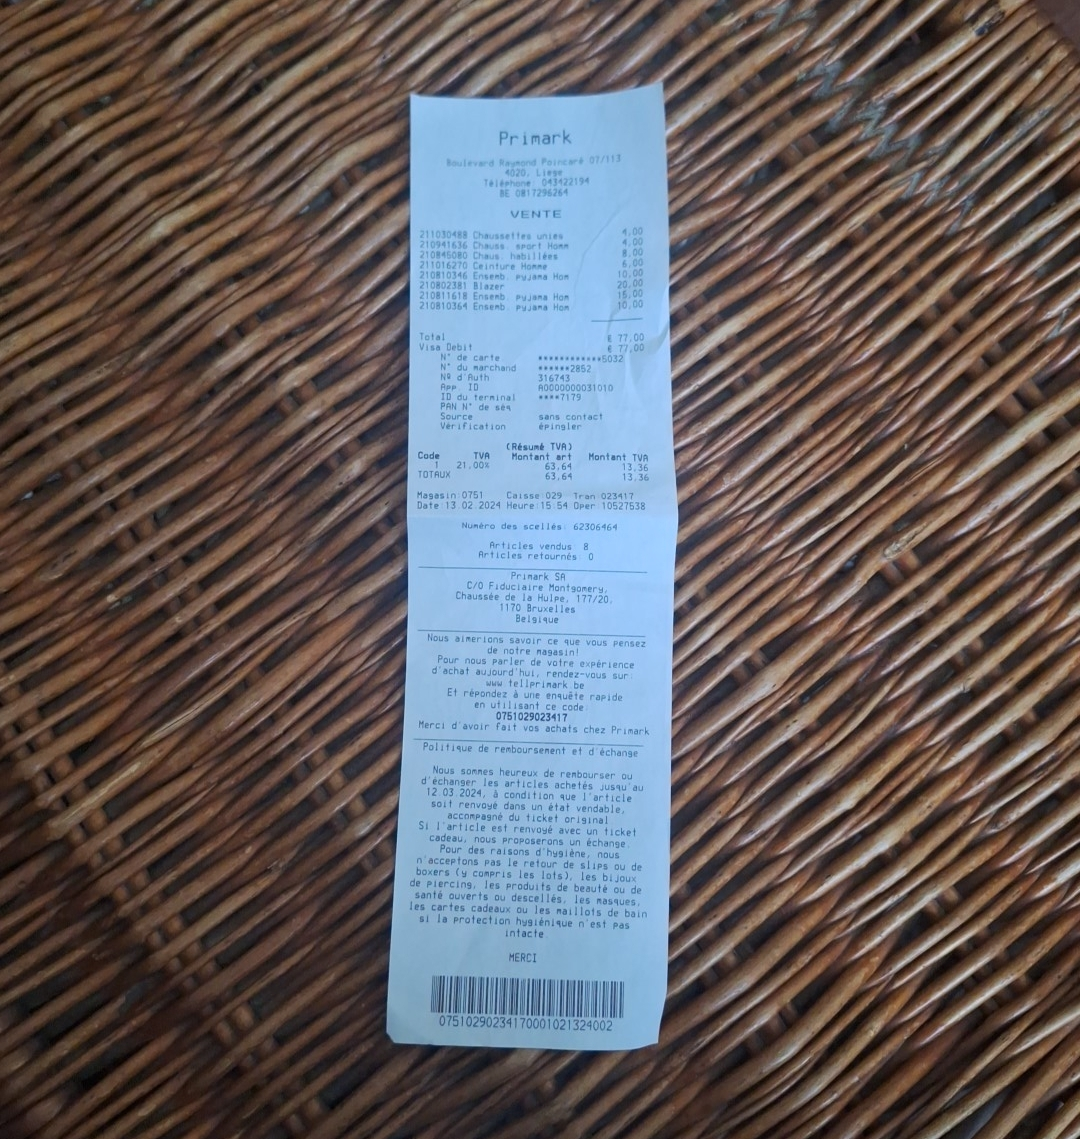 Primark
Boulevard Raymond Poincaré 07/113
4020, Liege
Téléphone: 043422194
BE 0817296264
VENTE
211030488 Chaussettes unies 4,00
210941636 Chauss. sport Homm 4,00
210845080 Chaus. habillées 8,00
211016270 Ceinture Homme 6,00
210810346 Ensemb. pyjama Hom 10,00
210802381 Blazer 20,00
210811618 Ensemb. pyjama Hom 15,00
210810364 Ensemb. pyjama Hom 10,00
Total € 77,00
Visa Debit € 77,00
N° de carte ************5032
N° du marchand ******2852
Nº d'Auth 316743
App. ID A0000000031010
ID du terminal ****7179
PAN N° de séq
Source sans contact
Vérification épingler
(Résumé TVA)
Code TVA Montant art Montant TVA
1 21,00% 63,64 13,36
TOTAUX 63,64 13,36
Magasin:0751 Caisse:029 Tran:023417
Date:13.02.2024 Heure:15:54 Oper:10527538
Numéro des scellés: 62306464
Articles vendus: 8
Articles retournés: 0
Primark SA
C/O Fiduciaire Montgomery,
Chaussée de la Hulpe, 177/20,
1170 Bruxelles
Belgique
Nous aimerions savoir ce que vous pensez
de notre magasin!
Pour nous parler de votre expérience
d'achat aujourd'hui, rendez-vous sur:
www.tellprimark.be
Et répondez à une enquête rapide
en utilisant ce code:
0751029023417
Merci d'avoir fait vos achats chez Primark
Politique de remboursement et d'échange
Nous sommes heureux de rembourser ou
d'échanger les articles achetés jusqu'au
12.03.2024, à condition que l'article
soit renvoyé dans un état vendable,
accompagné du ticket original.
Si l'article est renvoyé avec un ticket
cadeau, nous proposerons un échange.
Pour des raisons d'hygiène, nous
n'acceptons pas le retour de slips ou de
boxers (y compris les lots), les bijoux
de piercing, les produits de beauté ou de
santé ouverts ou descellés, les masques,
les cartes cadeaux ou les maillots de bain
si la protection hygiénique n'est pas
intacte.
MERCI
07510290234170001021324002